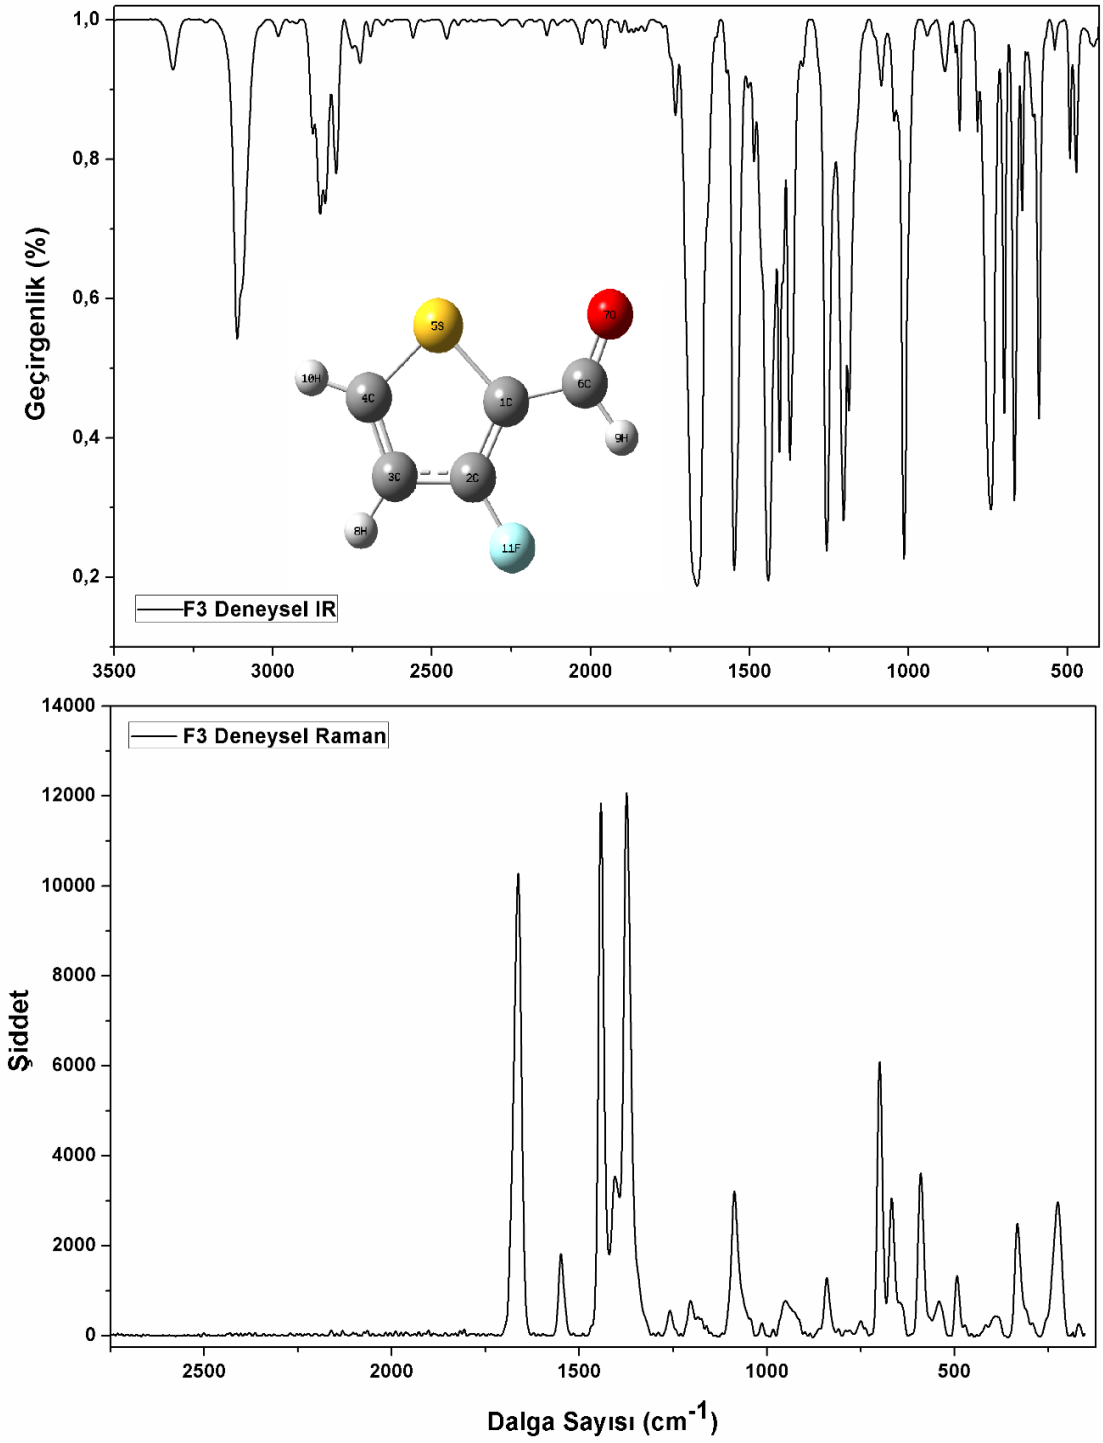 1,0
0,8
0,6
0,4
0,2
Geçirgenlik (%)
5S
7O
10H
4C
1C
6C
9H
3C
2C
8H
11F
F3 Deneysel IR
3500 3000 2500 2000 1500 1000 500
14000
12000
10000
8000
6000
4000
2000
0
Şiddet
F3 Deneysel Raman
2500 2000 1500 1000 500
Dalga Sayısı (cm⁻¹)